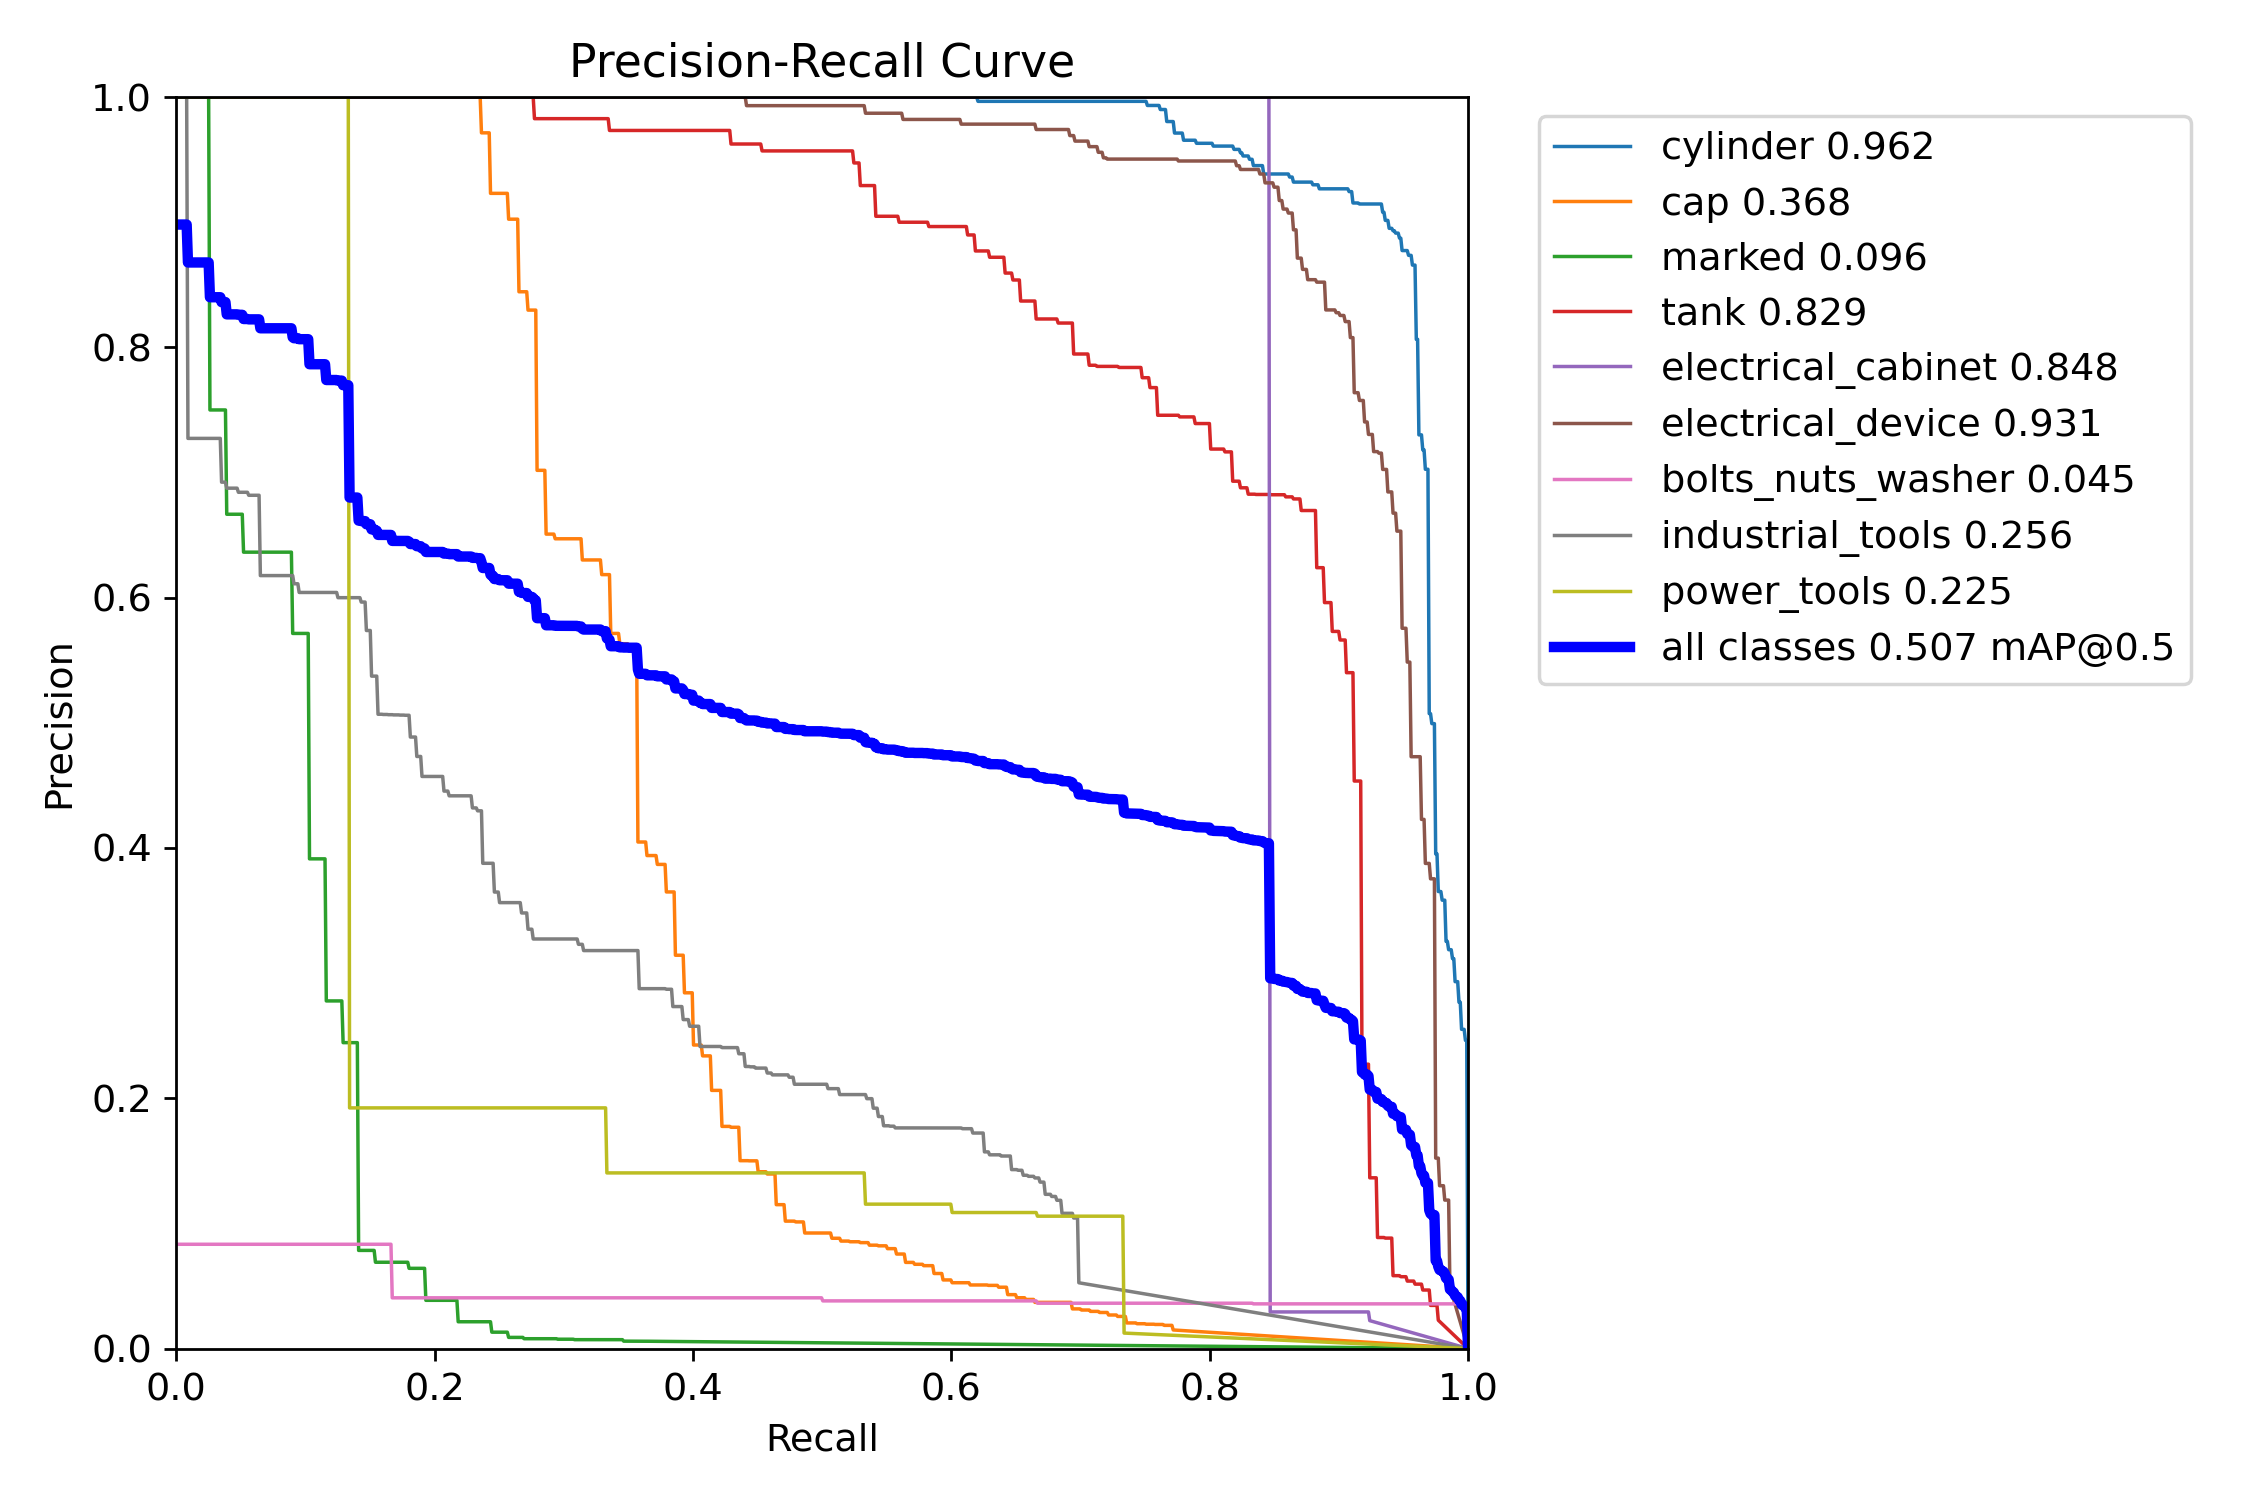 Precision-Recall Curve
1.0
0.8
0.6
0.4
0.2
0.0
Precision
0.0 0.2 0.4 0.6 0.8 1.0
Recall
cylinder 0.962
cap 0.368
marked 0.096
tank 0.829
electrical_cabinet 0.848
electrical_device 0.931
bolts_nuts_washer 0.045
industrial_tools 0.256
power_tools 0.225
all classes 0.507 mAP@0.5